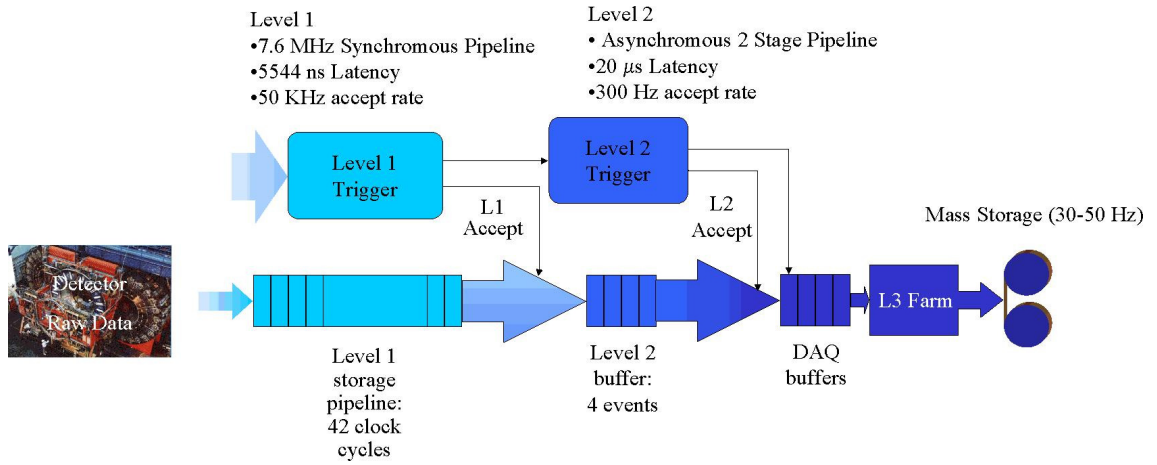 Level 1
•7.6 MHz Synchromous Pipeline
•5544 ns Latency
•50 KHz accept rate
Level 2
• Asynchromous 2 Stage Pipeline
•20 µs Latency
•300 Hz accept rate
Level 1
Trigger
Level 2
Trigger
L1
Accept
L2
Accept
Mass Storage (30-50 Hz)
Detector
Raw Data
L3 Farm
Level 1
storage
pipeline:
42 clock
cycles
Level 2
buffer:
4 events
DAQ
buffers